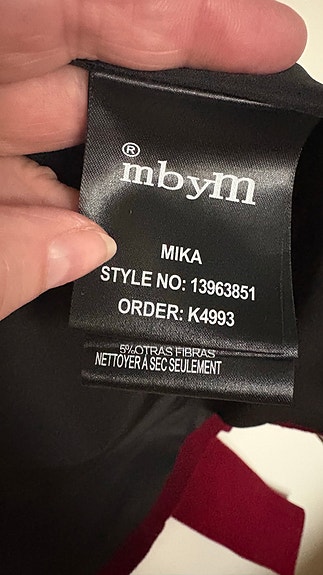 ®
mbyM
MIKA
STYLE NO: 13963851
ORDER: K4993
5% OTRAS FIBRAS
NETTOYER A SEC SEULEMENT